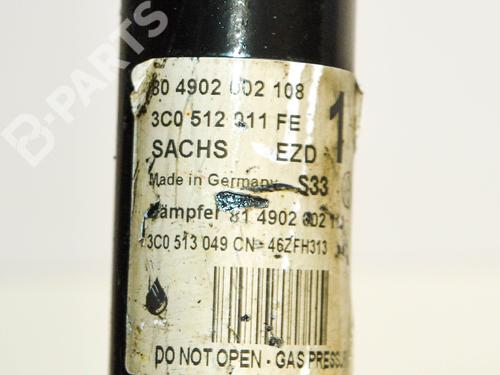 B-PARTS
80 4902 002 108
3C0 512 011 FE
SACHS EZD 1
Made in Germany S33
Dämpfer 81 4902 002
3C0 513 049 CN 46ZFH313
DO NOT OPEN - GAS PRESSU